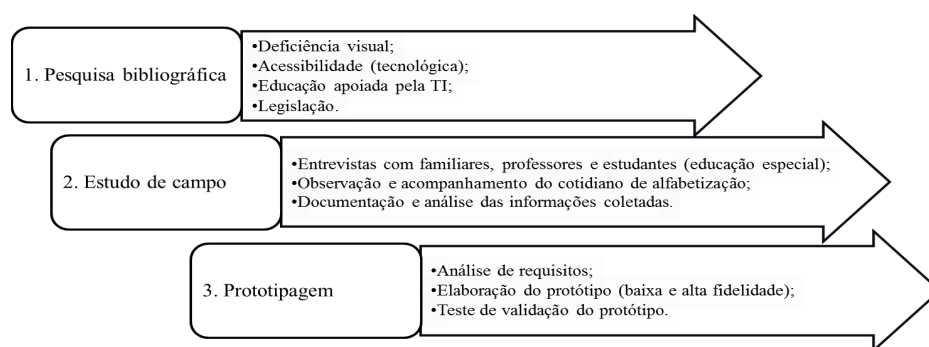 1. Pesquisa bibliográfica
•Deficiência visual;
•Acessibilidade (tecnológica);
•Educação apoiada pela TI;
•Legislação.
2. Estudo de campo
•Entrevistas com familiares, professores e estudantes (educação especial);
•Observação e acompanhamento do cotidiano de alfabetização;
•Documentação e análise das informações coletadas.
3. Prototipagem
•Análise de requisitos;
•Elaboração do protótipo (baixa e alta fidelidade);
•Teste de validação do protótipo.